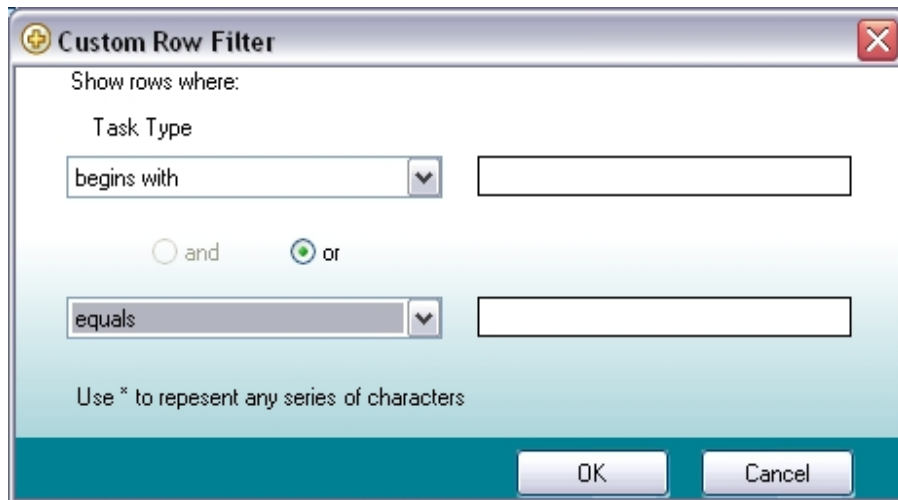 Custom Row Filter
Show rows where:
Task Type
begins with
and
or
equals
Use * to repesent any series of characters
OK
Cancel